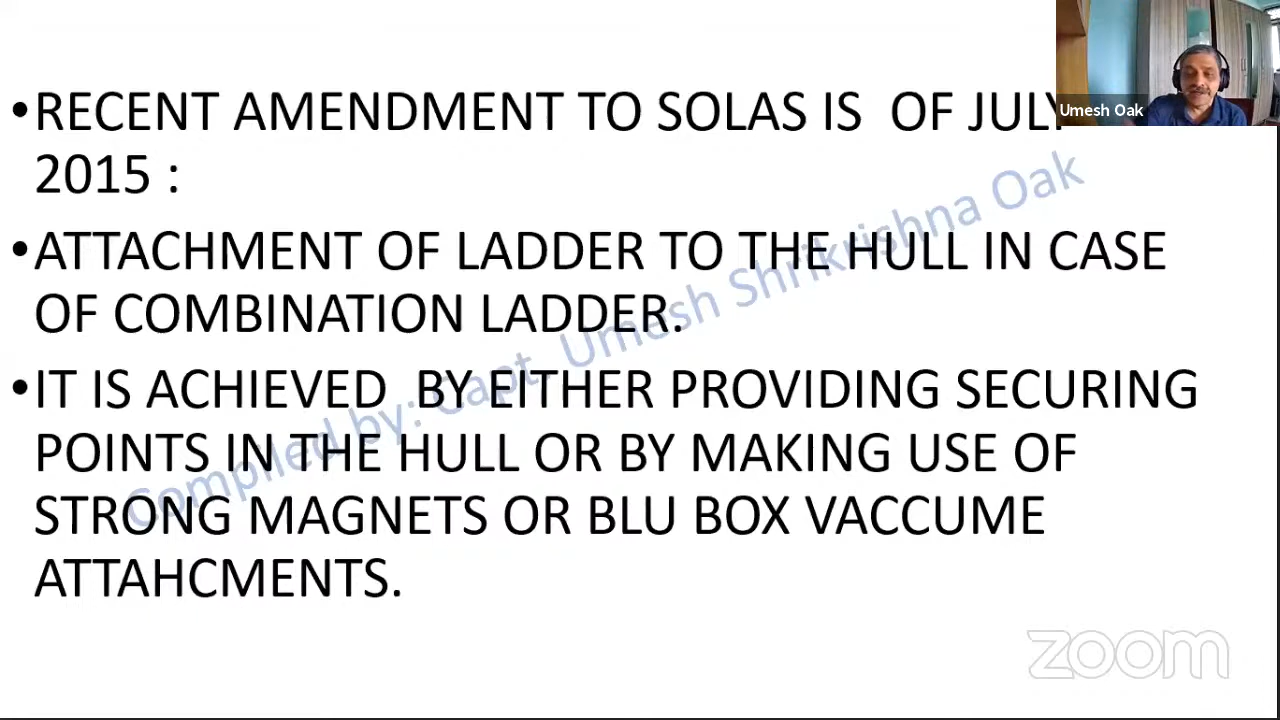 •RECENT AMENDMENT TO SOLAS IS OF JULY
2015 :
•ATTACHMENT OF LADDER TO THE HULL IN CASE
OF COMBINATION LADDER.
•IT IS ACHIEVED BY EITHER PROVIDING SECURING
POINTS IN THE HULL OR BY MAKING USE OF
STRONG MAGNETS OR BLU BOX VACCUME
ATTAHCMENTS.
Compiled by: Capt. Umesh Shrikrishna Oak
Umesh Oak
zoom